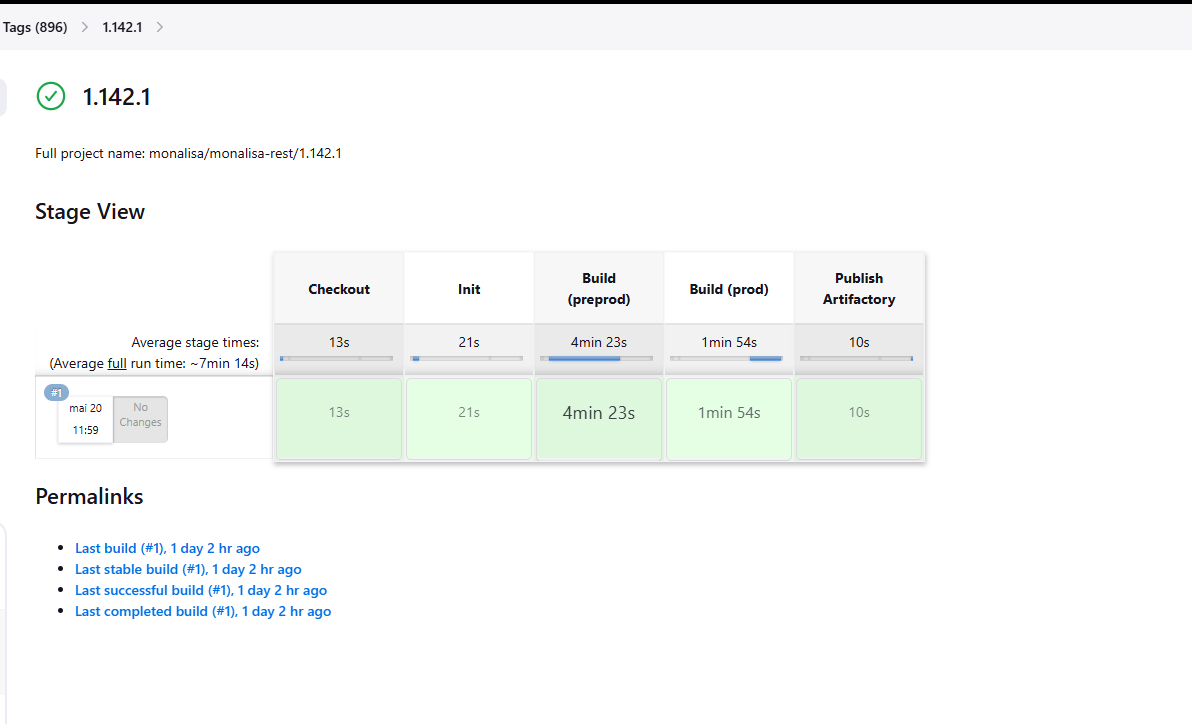 Tags (896) > 1.142.1 >
1.142.1
Full project name: monalisa/monalisa-rest/1.142.1
Stage View
Checkout
Init
Build
(preprod)
Build (prod)
Publish
Artifactory
Average stage times:
(Average full run time: ~7min 14s)
13s
21s
4min 23s
1min 54s
10s
#1
mai 20
11:59
No
Changes
13s
21s
4min 23s
1min 54s
10s
Permalinks
Last build (#1), 1 day 2 hr ago
Last stable build (#1), 1 day 2 hr ago
Last successful build (#1), 1 day 2 hr ago
Last completed build (#1), 1 day 2 hr ago